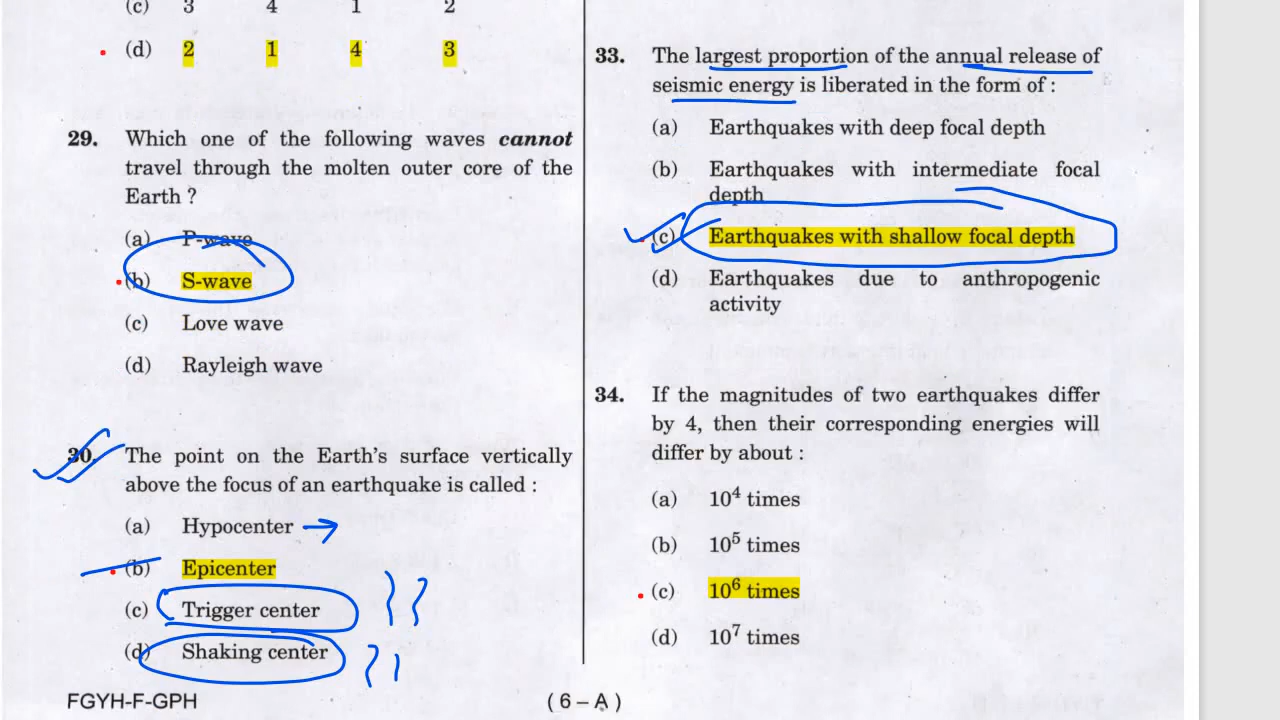 (c) 3 4 1 2
(d) 2 1 4 3
29. Which one of the following waves cannot
travel through the molten outer core of the
Earth ?
(a) P-wave
(b) S-wave
(c) Love wave
(d) Rayleigh wave
30. The point on the Earth's surface vertically
above the focus of an earthquake is called :
(a) Hypocenter
(b) Epicenter
(c) Trigger center
(d) Shaking center
33. The largest proportion of the annual release of
seismic energy is liberated in the form of :
(a) Earthquakes with deep focal depth
(b) Earthquakes with intermediate focal
depth
(c) Earthquakes with shallow focal depth
(d) Earthquakes due to anthropogenic
activity
34. If the magnitudes of two earthquakes differ
by 4, then their corresponding energies will
differ by about :
(a) 10⁴ times
(b) 10⁵ times
(c) 10⁶ times
(d) 10⁷ times
FGYH-F-GPH ( 6 – A )